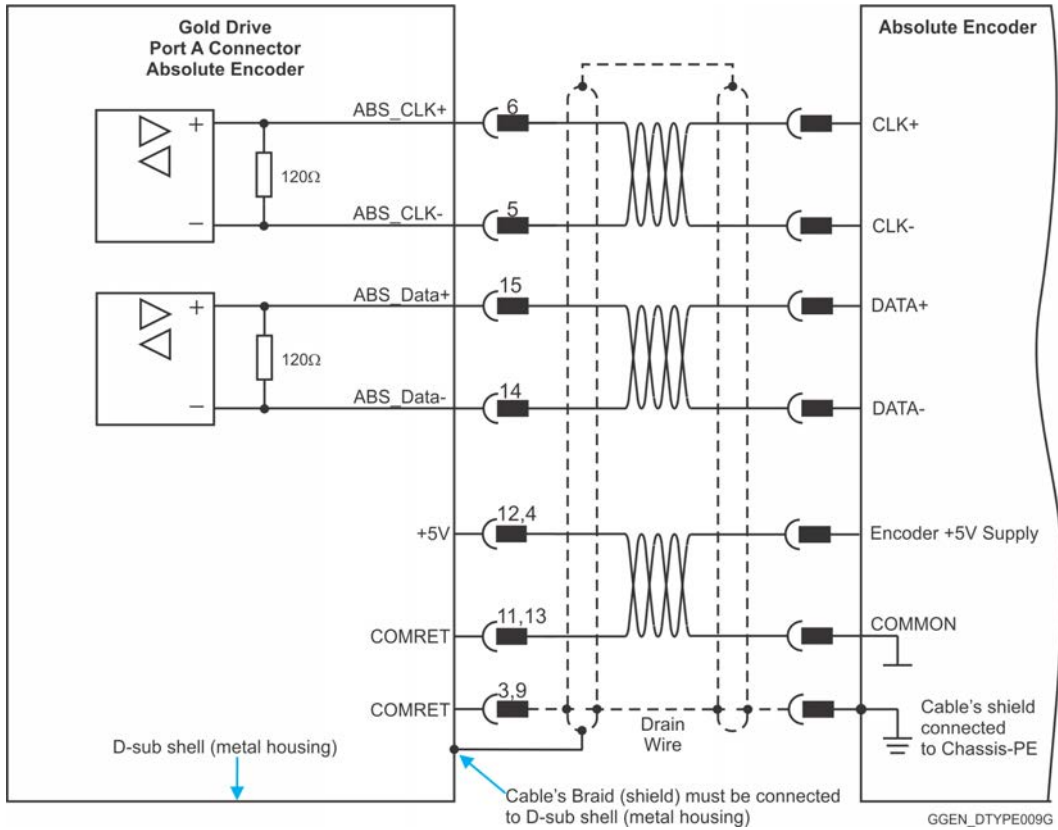 Gold Drive
Port A Connector
Absolute Encoder
Absolute Encoder
ABS_CLK+
6
CLK+
+
120Ω
−
ABS_CLK-
5
CLK-
ABS_Data+
15
DATA+
+
120Ω
−
ABS_Data-
14
DATA-
+5V
12,4
Encoder +5V Supply
COMRET
11,13
COMMON
COMRET
3,9
Drain
Wire
Cable's shield
connected
to Chassis-PE
D-sub shell (metal housing)
Cable's Braid (shield) must be connected
to D-sub shell (metal housing)
GGEN_DTYPE009G